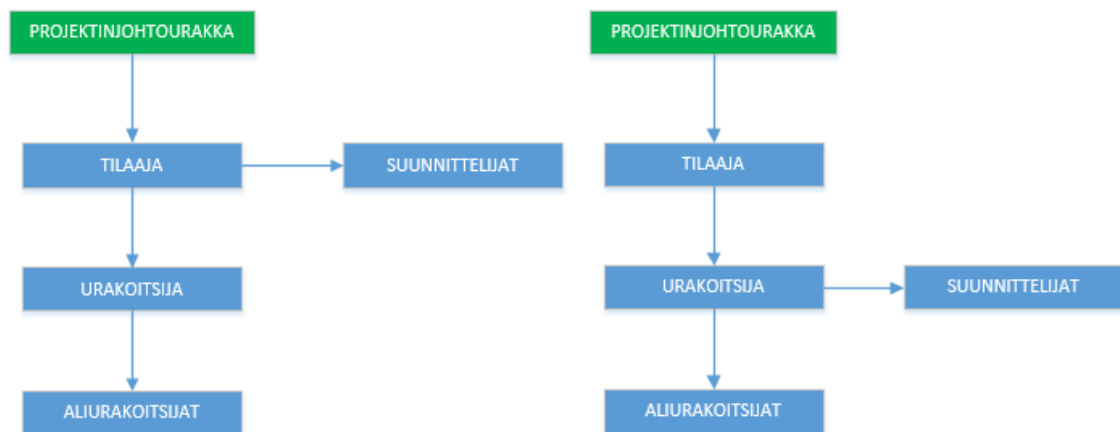 PROJEKTINJOHTOURAKKA
TILAAJA
SUUNNITTELIJAT
URAKOITSIJA
ALIURAKOITSIJAT
PROJEKTINJOHTOURAKKA
TILAAJA
URAKOITSIJA
SUUNNITTELIJAT
ALIURAKOITSIJAT